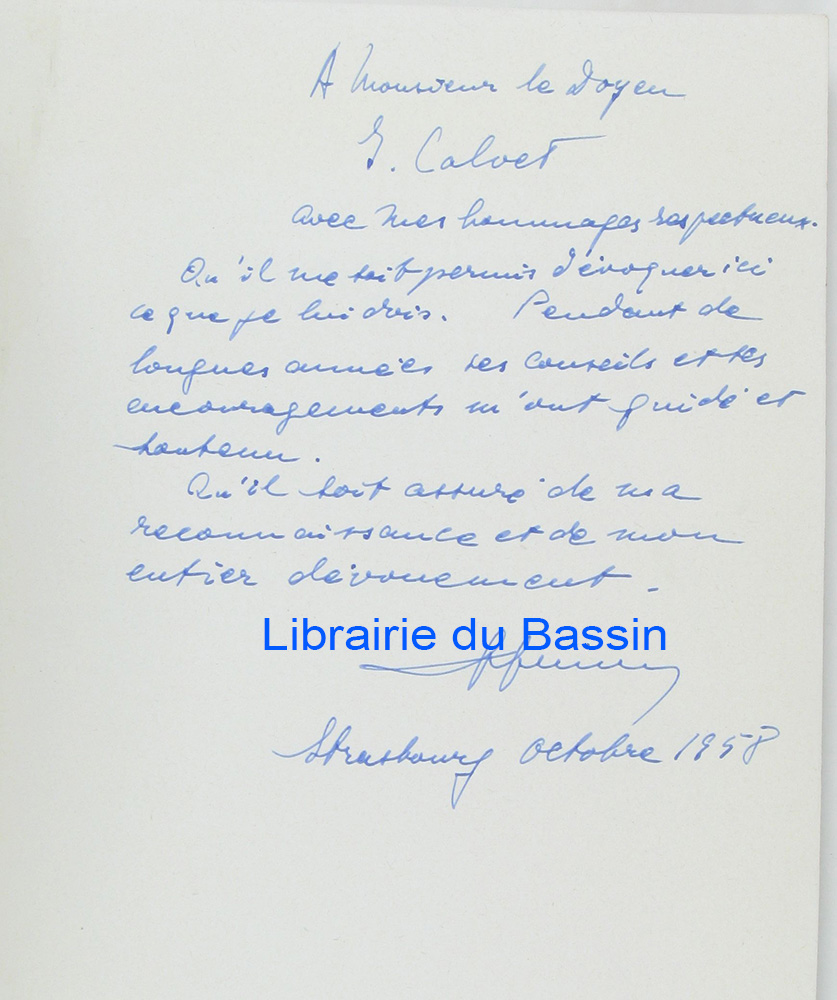 A Monsieur le Doyen
J. Calvet
avec mes hommages respectueux.
Qu'il me soit permis d'évoquer ici
ce que je lui dois. Pendant de
longues années ses conseils et ses
encouragements m'ont guidé et
soutenu.
Qu'il soit assuré de ma
reconnaissance et de mon
entier dévouement.
Librairie du Bassin
Strasbourg octobre 1958